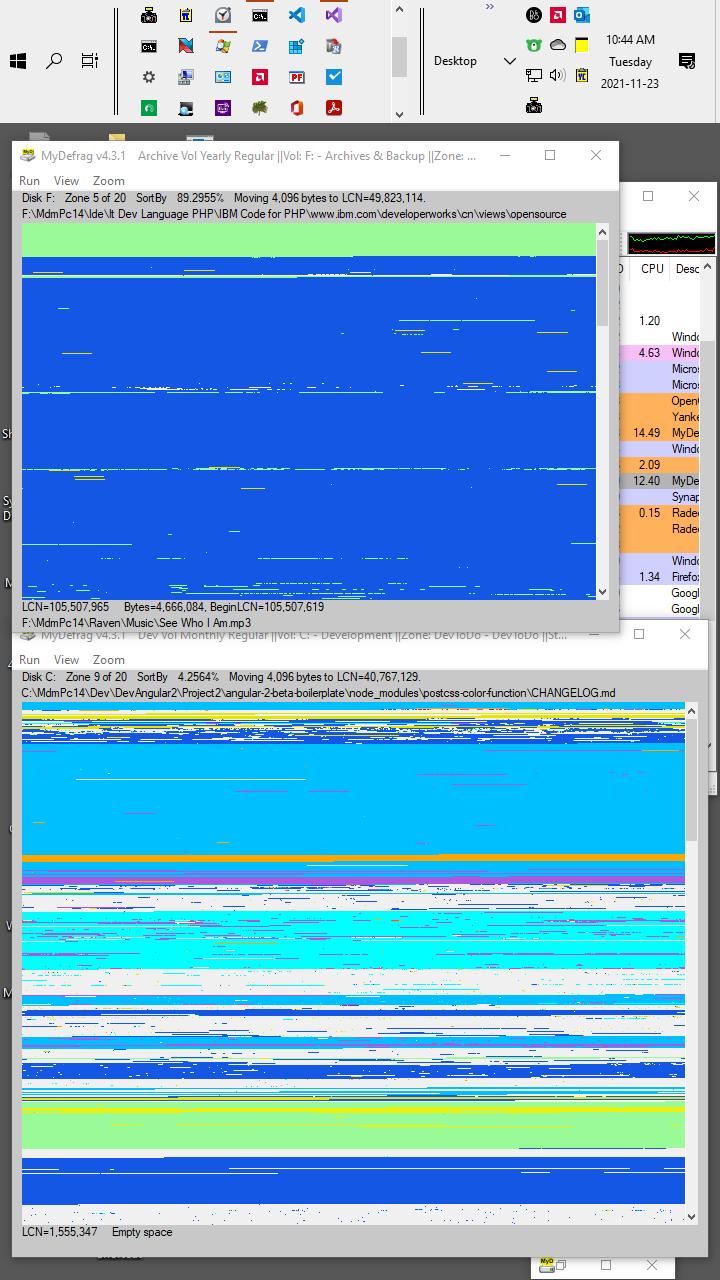 10:44 AM
Desktop
Tuesday
2021-11-23
MyDefrag v4.3.1 Archive Vol Yearly Regular ||Vol: F: - Archives & Backup ||Zone: ...
Run View Zoom
Disk F: Zone 5 of 20 SortBy 89.2955% Moving 4,096 bytes to LCN=49,823,114.
F:\MdmPc14\Ide\It Dev Language PHP\IBM Code for PHP\www.ibm.com\developerworks\cn\views\opensource
CPU Desc
1.20
Windo
4.63 Windo
Micros
Micros
Open
Yanke
14.49 MyDe
Windo
2.09
12.40 MyDe
Synap
0.15 Rade
Rade
Windo
1.34 Firefo
Googl
Googl
LCN=105,507,965 Bytes=4,666,084, BeginLCN=105,507,619
F:\MdmPc14\Raven\Music\See Who I Am.mp3
MyDefrag v4.3.1 Dev Vol Monthly Regular ||Vol: C: - Development ||Zone: DevToDo - DevToDo ||St...
Run View Zoom
Disk C: Zone 9 of 20 SortBy 4.2564% Moving 4,096 bytes to LCN=40,767,129.
C:\MdmPc14\Dev\DevAngular2\Project2\angular-2-beta-boilerplate\node_modules\postcss-color-function\CHANGELOG.md
LCN=1,555,347 Empty space